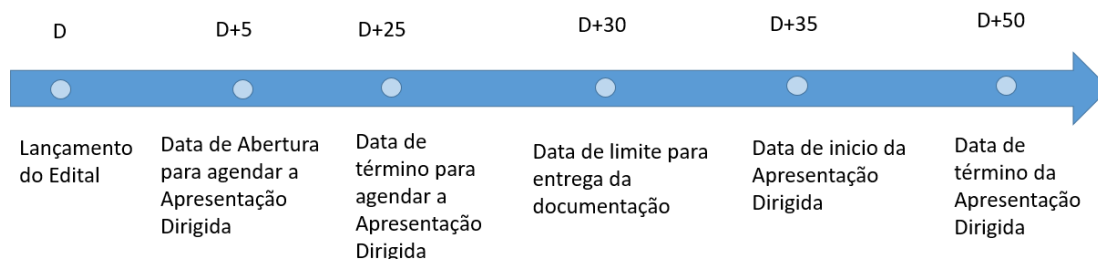 D
D+5
D+25
D+30
D+35
D+50
Lançamento
do Edital
Data de Abertura
para agendar a
Apresentação
Dirigida
Data de
término para
agendar a
Apresentação
Dirigida
Data de limite para
entrega da
documentação
Data de inicio da
Apresentação
Dirigida
Data de
término da
Apresentação
Dirigida